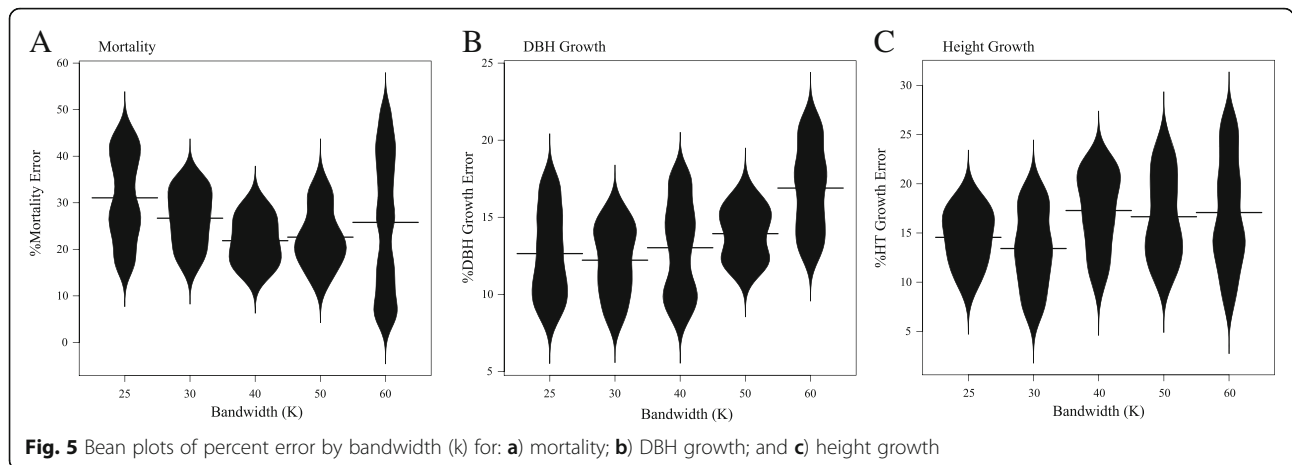 A Mortality
%Mortality Error
60
50
40
30
20
10
0
25 30 40 50 60
Bandwidth (K)
B DBH Growth
%DBH Growth Error
25
20
15
10
5
25 30 40 50 60
Bandwidth (K)
C Height Growth
%HT Growth Error
30
25
20
15
10
5
25 30 40 50 60
Bandwidth (K)
Fig. 5 Bean plots of percent error by bandwidth (k) for: a) mortality; b) DBH growth; and c) height growth